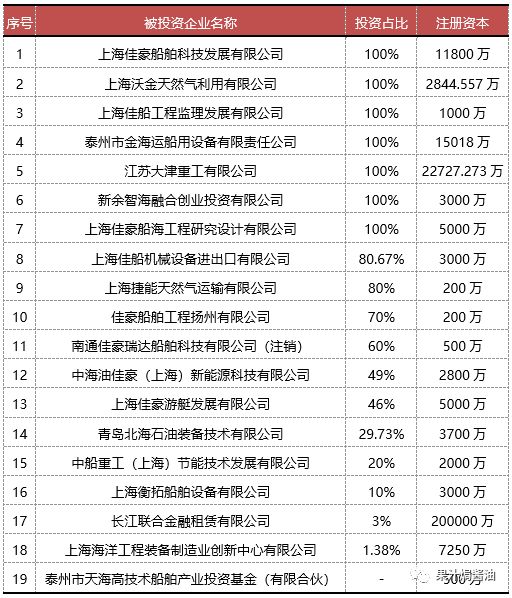 序号 被投资企业名称 投资占比 注册资本
1 上海佳豪船舶科技发展有限公司 100% 11800 万
2 上海沃金天然气利用有限公司 100% 2844.557 万
3 上海佳船工程监理发展有限公司 100% 1000 万
4 泰州市金海运船用设备有限责任公司 100% 15018 万
5 江苏大津重工有限公司 100% 22727.273 万
6 新余智海融合创业投资有限公司 100% 3000 万
7 上海佳豪船海工程研究设计有限公司 100% 5000 万
8 上海佳船机械设备进出口有限公司 80.67% 3000 万
9 上海捷能天然气运输有限公司 80% 200 万
10 佳豪船舶工程扬州有限公司 70% 200 万
11 南通佳豪瑞达船舶科技有限公司（注销） 60% 500 万
12 中海油佳豪（上海）新能源科技有限公司 49% 2800 万
13 上海佳豪游艇发展有限公司 46% 5000 万
14 青岛北海石油装备技术有限公司 29.73% 3700 万
15 中船重工（上海）节能技术发展有限公司 20% 2000 万
16 上海衡拓船舶设备有限公司 10% 3000 万
17 长江联合金融租赁有限公司 3% 200000 万
18 上海海洋工程装备制造业创新中心有限公司 1.38% 7250 万
19 泰州市天海高技术船舶产业投资基金（有限合伙） - 500 万